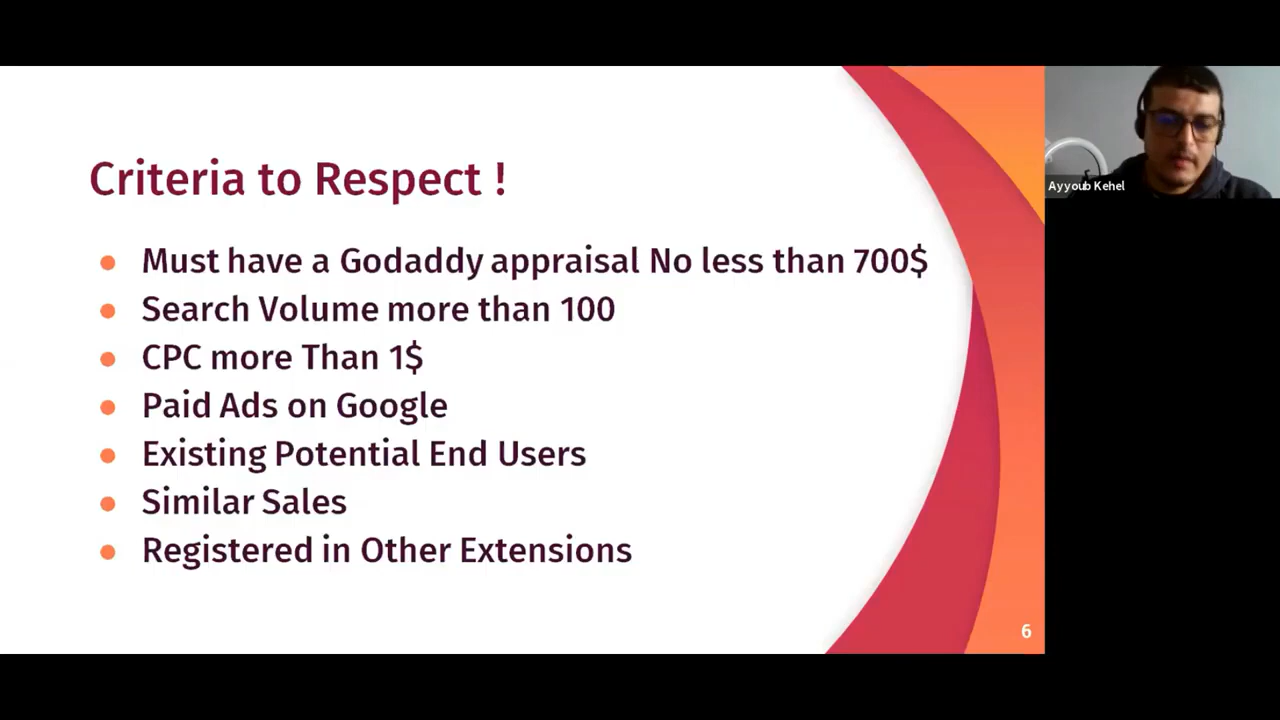 Criteria to Respect !
● Must have a Godaddy appraisal No less than 700$
● Search Volume more than 100
● CPC more Than 1$
● Paid Ads on Google
● Existing Potential End Users
● Similar Sales
● Registered in Other Extensions
6
Ayyoub Kehel